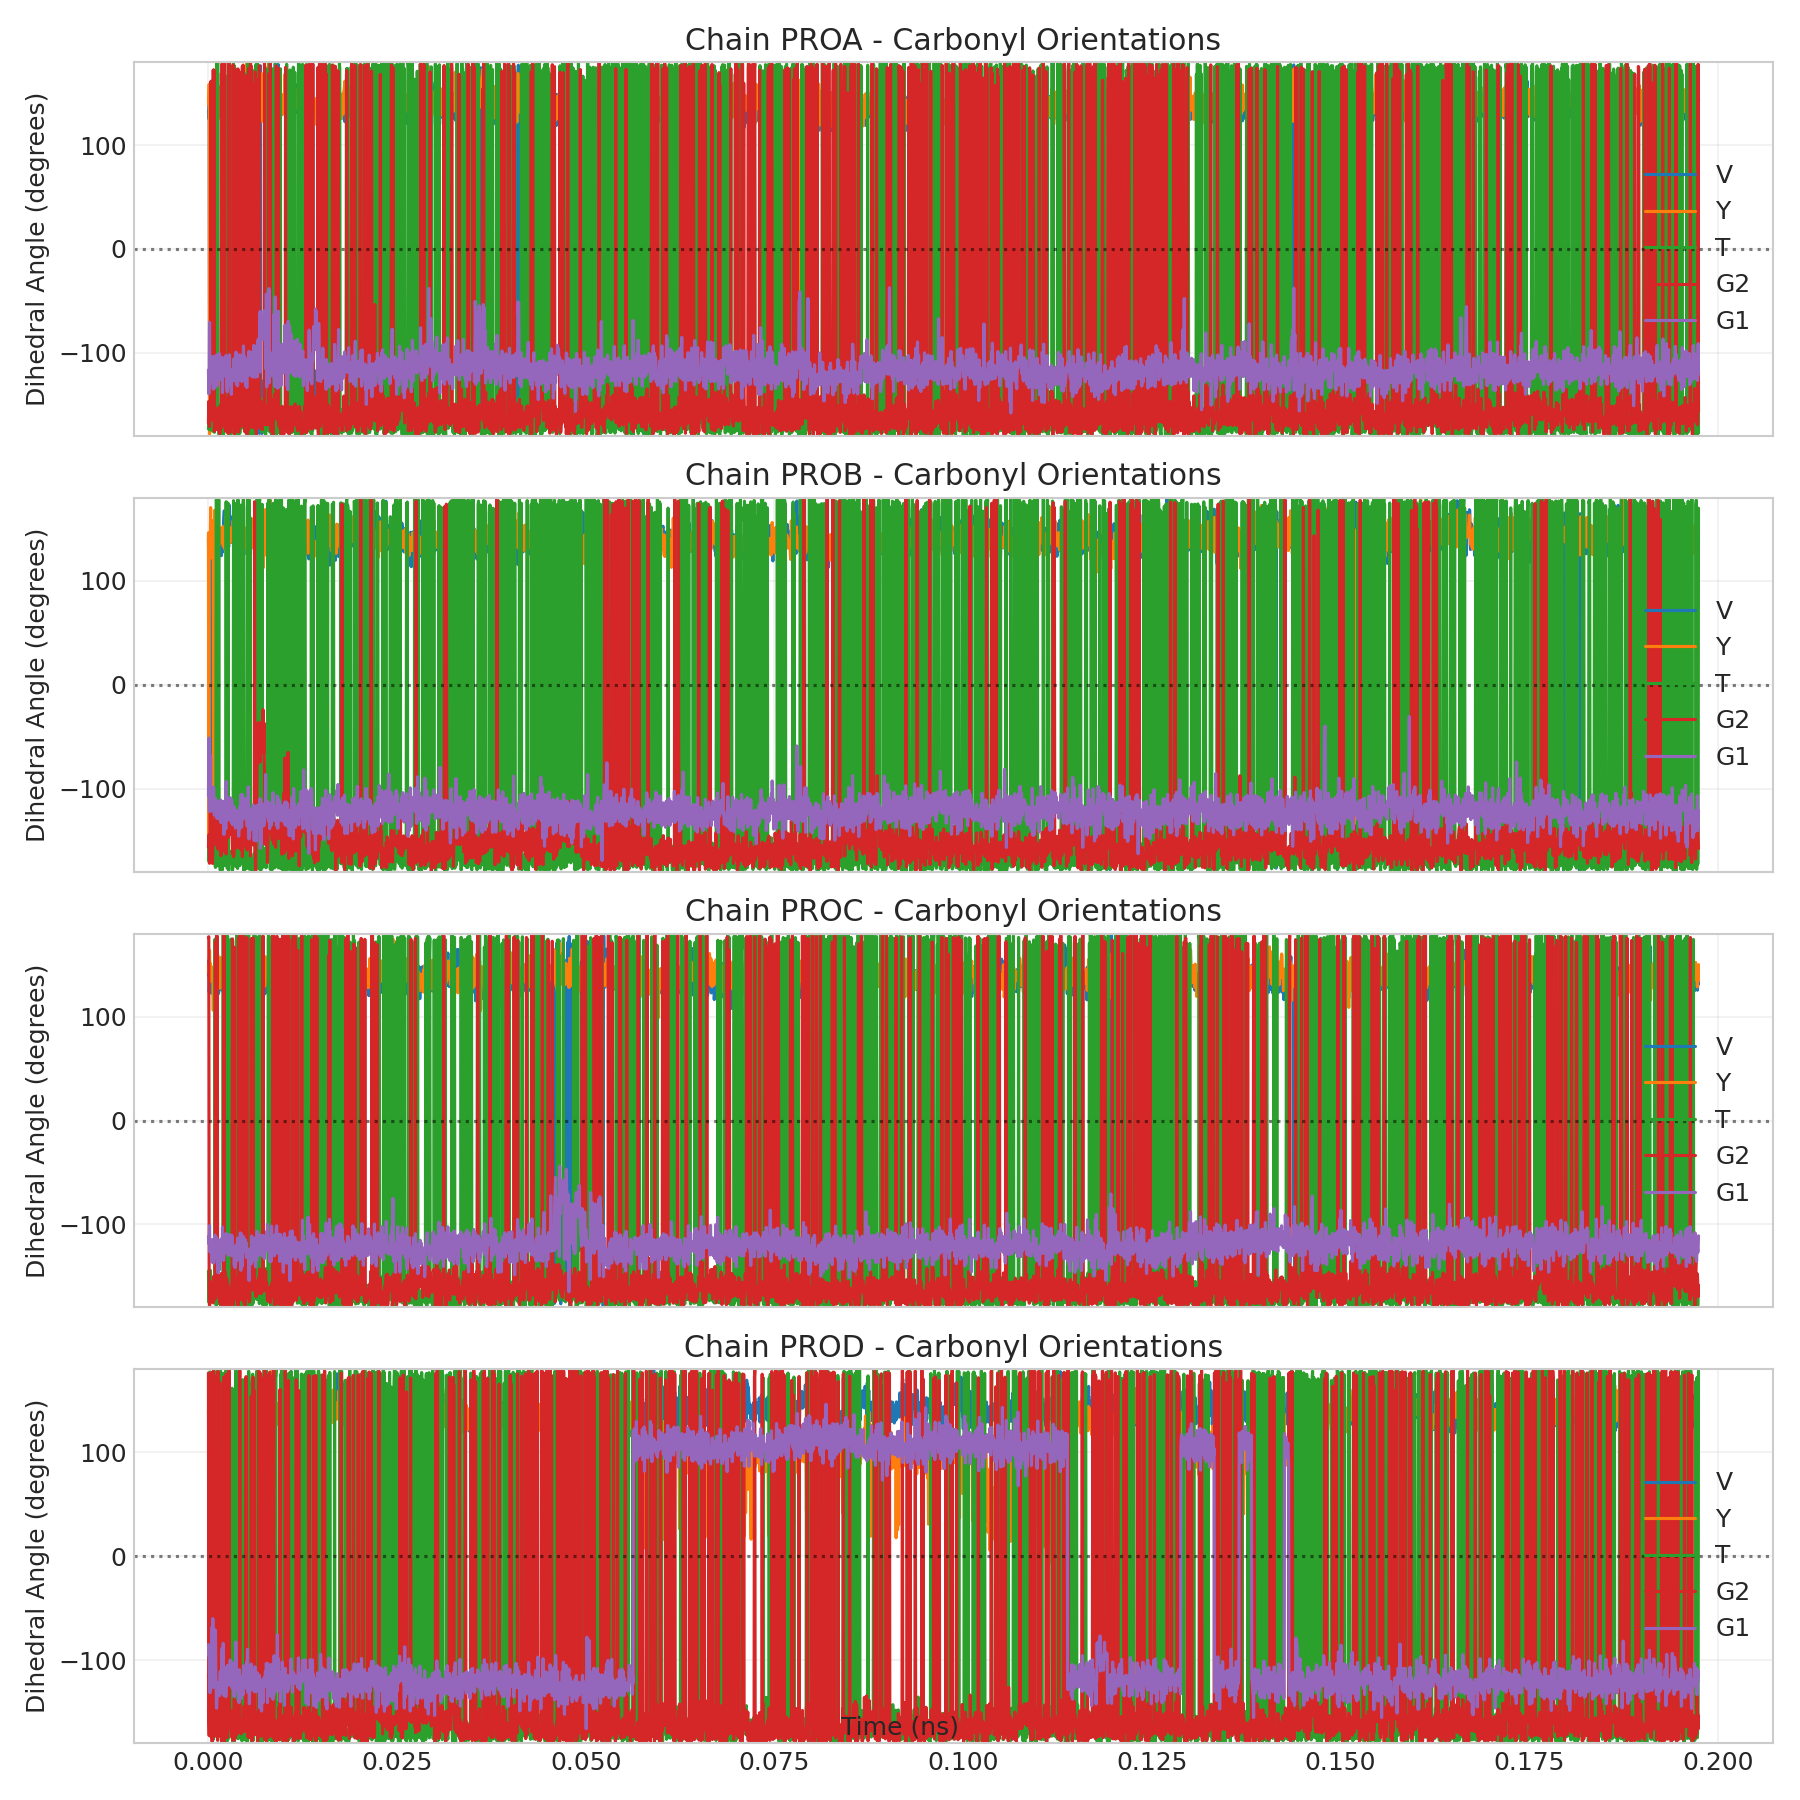 Chain PROA - Carbonyl Orientations
Dihedral Angle (degrees)
100
0
−100
V
Y
T
G2
G1
Chain PROB - Carbonyl Orientations
Dihedral Angle (degrees)
100
0
−100
V
Y
T
G2
G1
Chain PROC - Carbonyl Orientations
Dihedral Angle (degrees)
100
0
−100
V
Y
T
G2
G1
Chain PROD - Carbonyl Orientations
Dihedral Angle (degrees)
100
0
−100
V
Y
T
G2
G1
Time (ns)
0.000 0.025 0.050 0.075 0.100 0.125 0.150 0.175 0.200